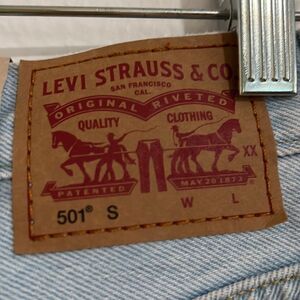 LEVI STRAUSS & CO
SAN FRANCISCO
CAL.
ORIGINAL RIVETED
QUALITY CLOTHING
XX
PATENTED MAY 20 1873
501® S W L